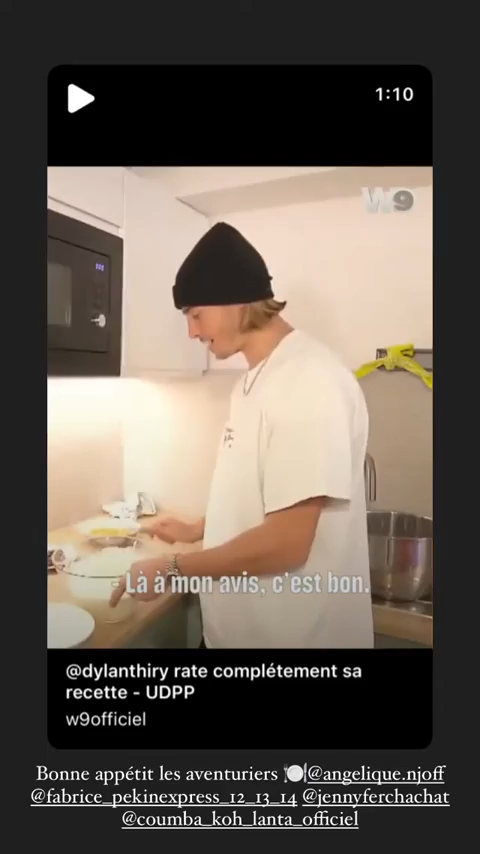 1:10
W9
- Là à mon avis, c'est bon.
@dylanthiry rate complétement sa
recette - UDPP
w9officiel
Bonne appétit les aventuriers 🍽️@angelique.njoff
@fabrice_pekinexpress_12_13_14 @jennyferchachat
@coumba_koh_lanta_officiel